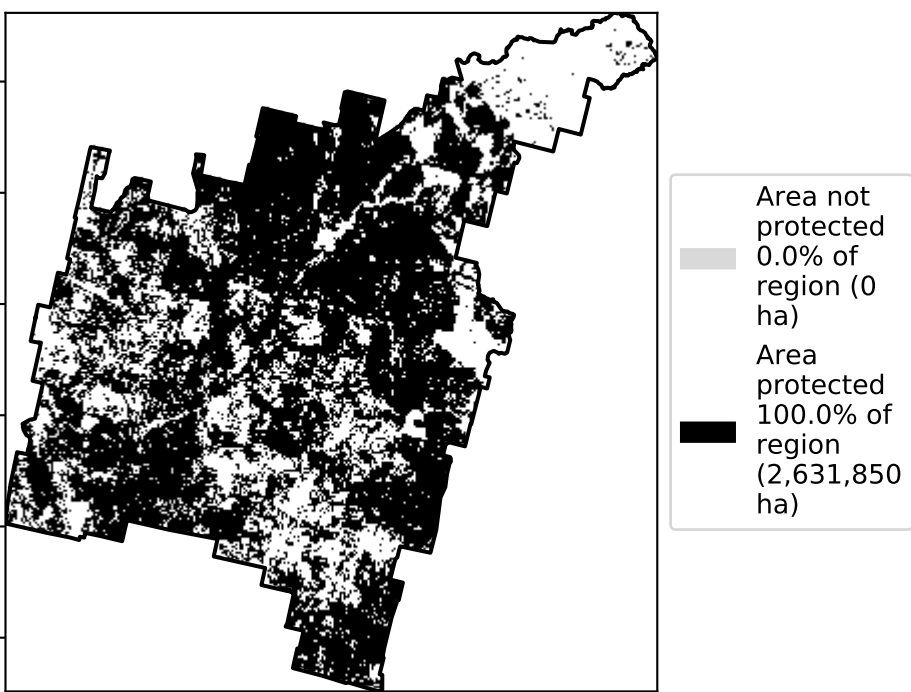 Area not
protected
0.0% of
region (0
ha)
Area
protected
100.0% of
region
(2,631,850
ha)